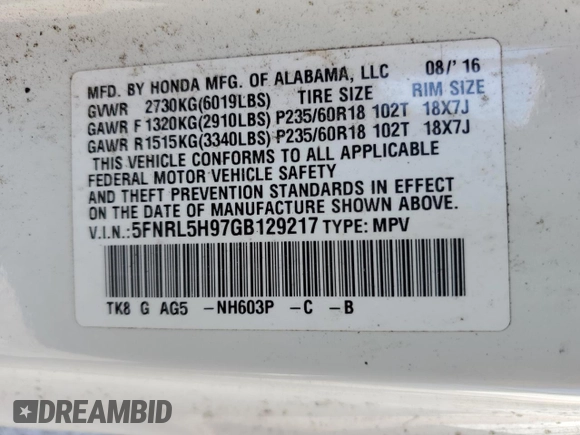 MFD. BY HONDA MFG. OF ALABAMA, LLC 08/'16
GVWR 2730KG(6019LBS) TIRE SIZE RIM SIZE
GAWR F 1320KG(2910LBS) P235/60R18 102T 18X7J
GAWR R1515KG(3340LBS) P235/60R18 102T 18X7J
THIS VEHICLE CONFORMS TO ALL APPLICABLE
FEDERAL MOTOR VEHICLE SAFETY
AND THEFT PREVENTION STANDARDS IN EFFECT
ON THE DATE OF MANUFACTURE SHOWN ABOVE.
V.I.N.:5FNRL5H97GB129217 TYPE: MPV
TK8 G AG5 -NH603P -C -B
DREAMBID